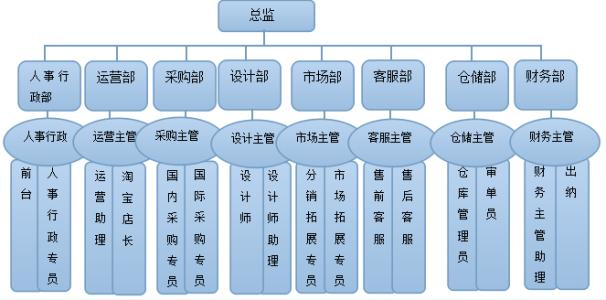 总监
人事行
政部
运营部
采购部
设计部
市场部
客服部
仓储部
财务部
人事行政
运营主管
采购主管
设计主管
市场主管
客服主管
仓储主管
财务主管
前台
人事行政专员
运营助理
淘宝店长
国内采购专员
国际采购专员
设计师
设计师助理
分销拓展专员
市场拓展专员
售前客服
售后客服
仓库管理员
审单员
财务主管助理
出纳